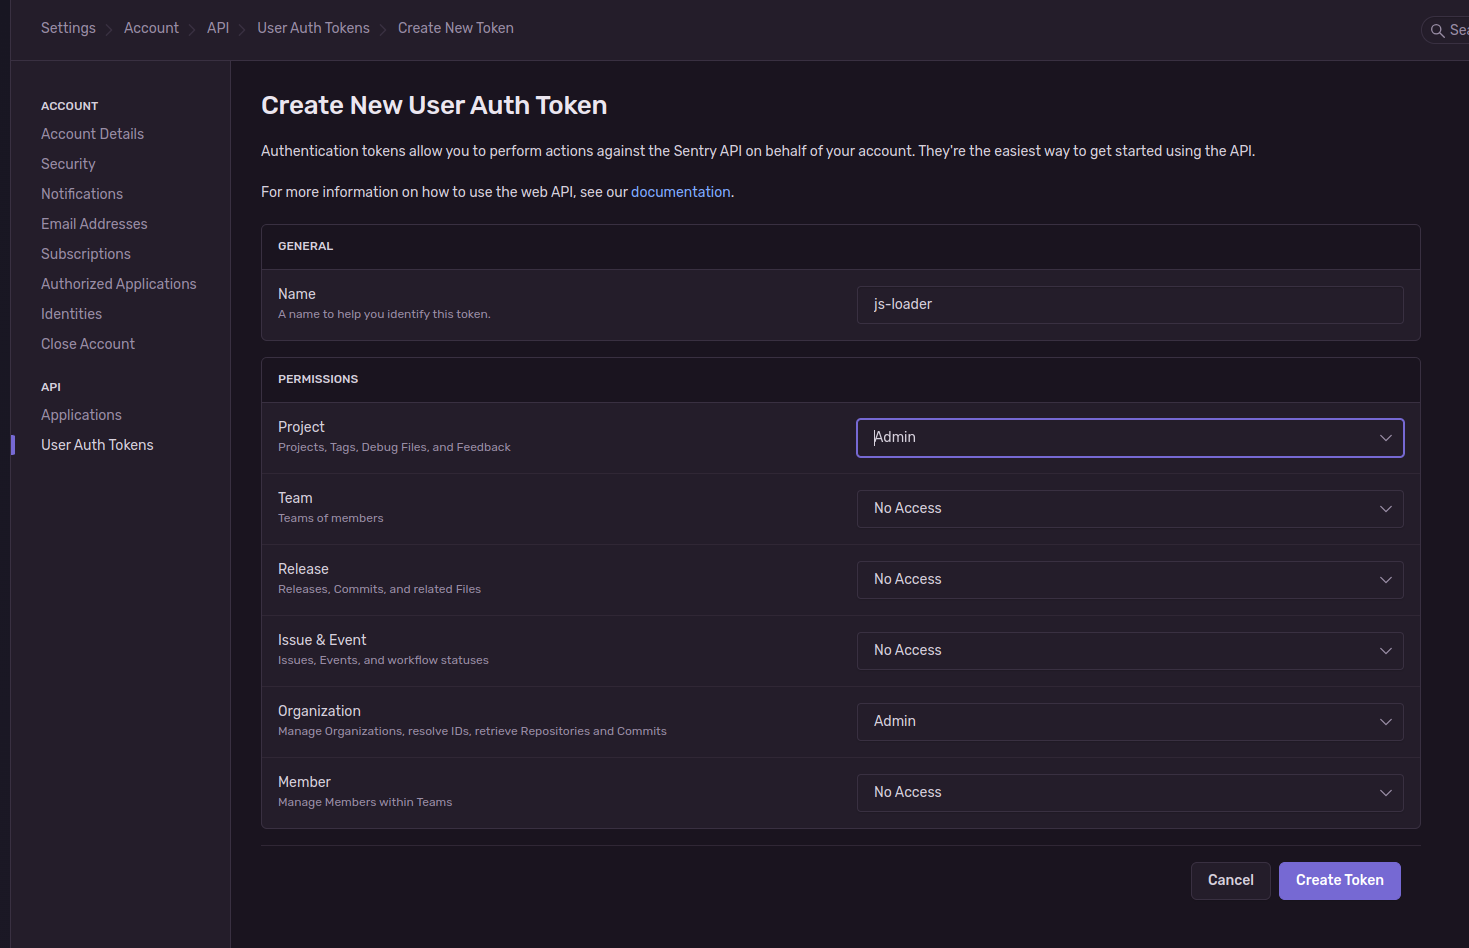 Settings > Account > API > User Auth Tokens > Create New Token
Sea
ACCOUNT
Account Details
Security
Notifications
Email Addresses
Subscriptions
Authorized Applications
Identities
Close Account
API
Applications
User Auth Tokens
Create New User Auth Token
Authentication tokens allow you to perform actions against the Sentry API on behalf of your account. They're the easiest way to get started using the API.
For more information on how to use the web API, see our documentation.
GENERAL
Name
A name to help you identify this token.
js-loader
PERMISSIONS
Project
Projects, Tags, Debug Files, and Feedback
Admin
Team
Teams of members
No Access
Release
Releases, Commits, and related Files
No Access
Issue & Event
Issues, Events, and workflow statuses
No Access
Organization
Manage Organizations, resolve IDs, retrieve Repositories and Commits
Admin
Member
Manage Members within Teams
No Access
Cancel
Create Token